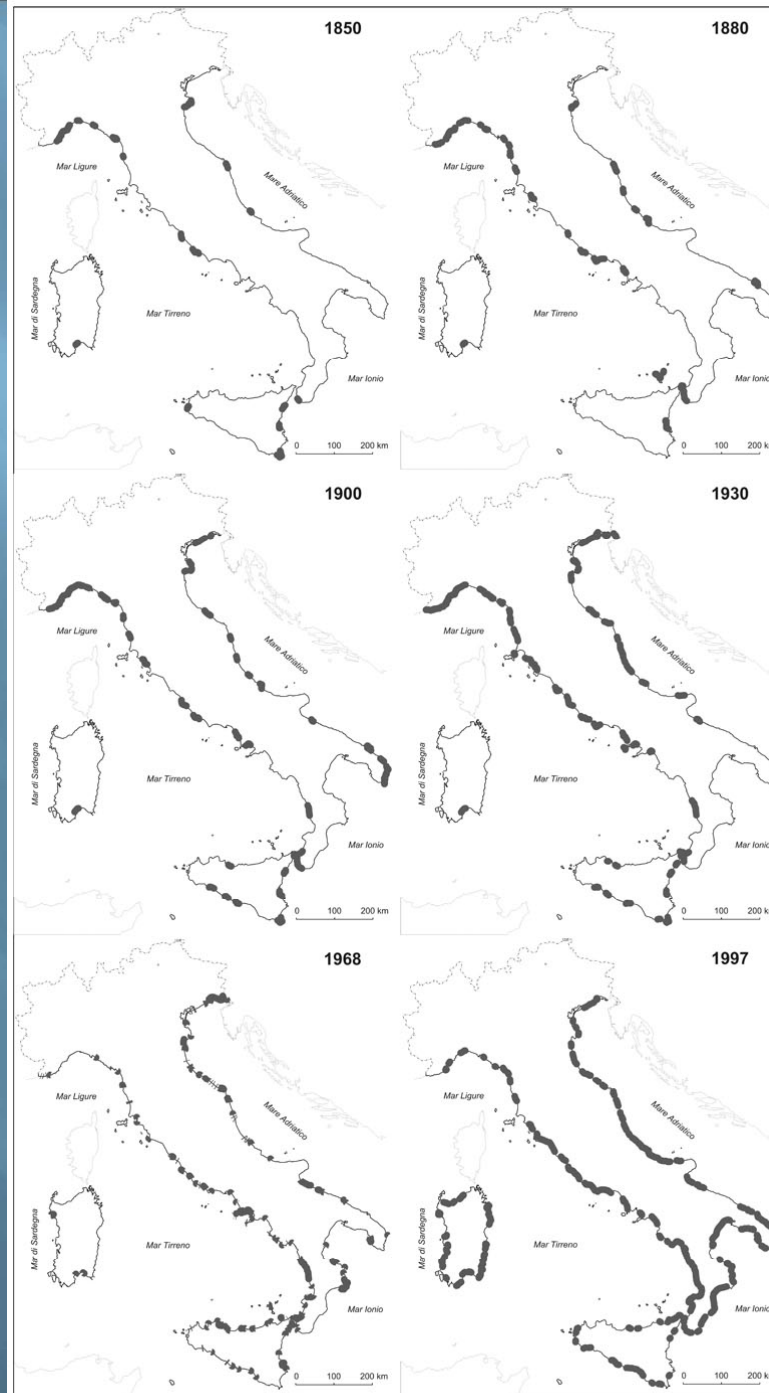 1850
Mar Ligure
Mare Adriatico
Mar di Sardegna
Mar Tirreno
Mar Ionio
0 100 200 km
1880
Mar Ligure
Mare Adriatico
Mar di Sardegna
Mar Tirreno
Mar Ionio
0 100 200 k
1900
Mar Ligure
Mare Adriatico
Mar di Sardegna
Mar Tirreno
Mar Ionio
0 100 200 km
1930
Mar Ligure
Mare Adriatico
Mar di Sardegna
Mar Tirreno
Mar Ionio
0 100 200 k
1968
Mar Ligure
Mare Adriatico
Mar di Sardegna
Mar Tirreno
Mar Ionio
0 100 200 km
1997
Mar Ligure
Mare Adriatico
Mar di Sardegna
Mar Tirreno
Mar Ionio
0 100 200 k